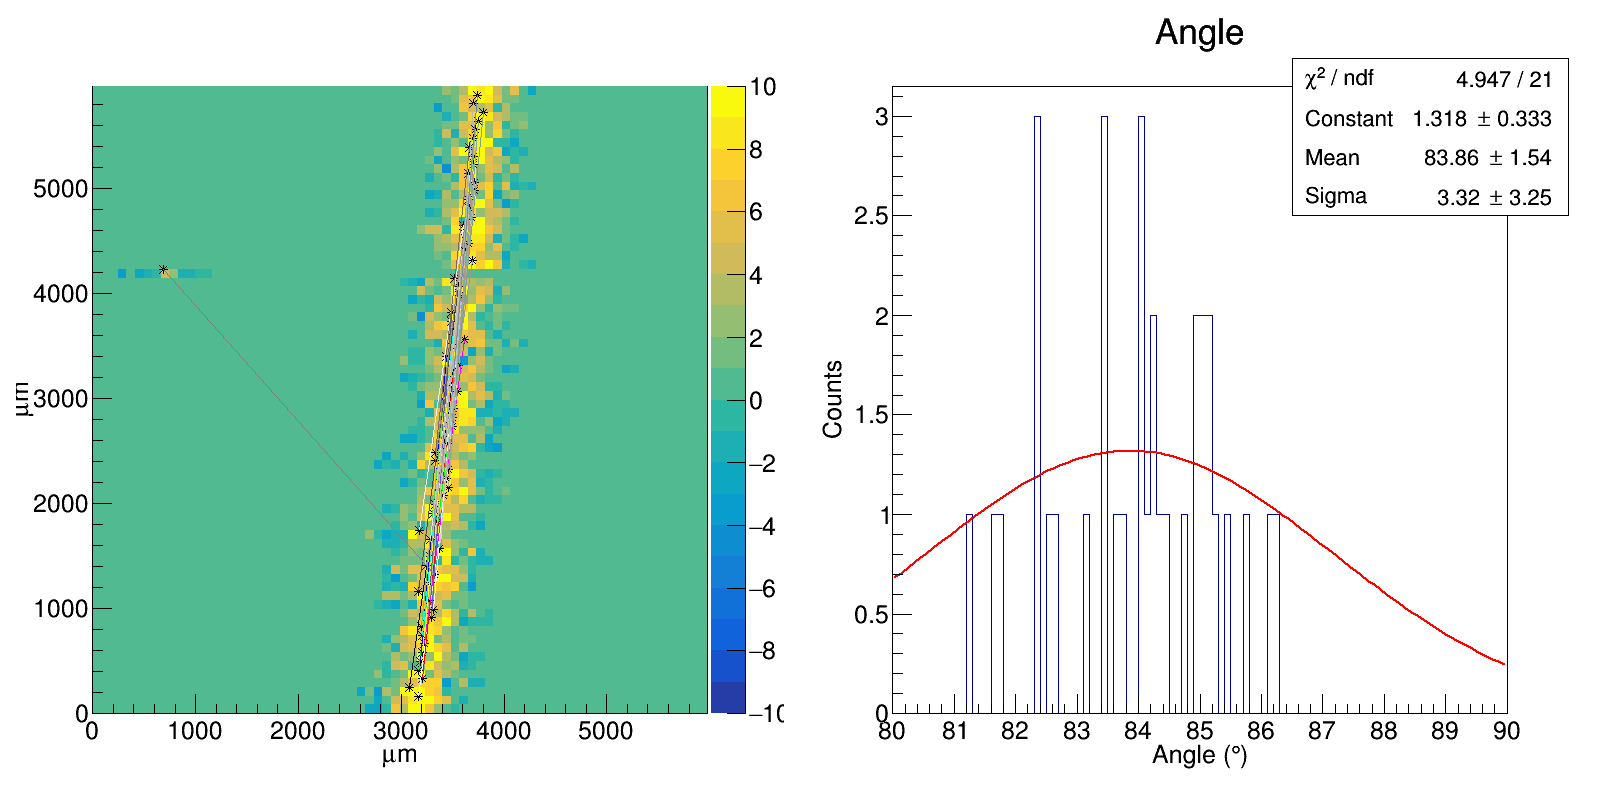 Angle
χ² / ndf 4.947 / 21
Constant 1.318 ± 0.333
Mean 83.86 ± 1.54
Sigma 3.32 ± 3.25
5000
4000
3000
2000
1000
0
μm
0 1000 2000 3000 4000 5000
μm
10
8
6
4
2
0
−2
−4
−6
−8
−10
3
2.5
2
1.5
1
0.5
0
Counts
80 81 82 83 84 85 86 87 88 89 90
Angle (°)